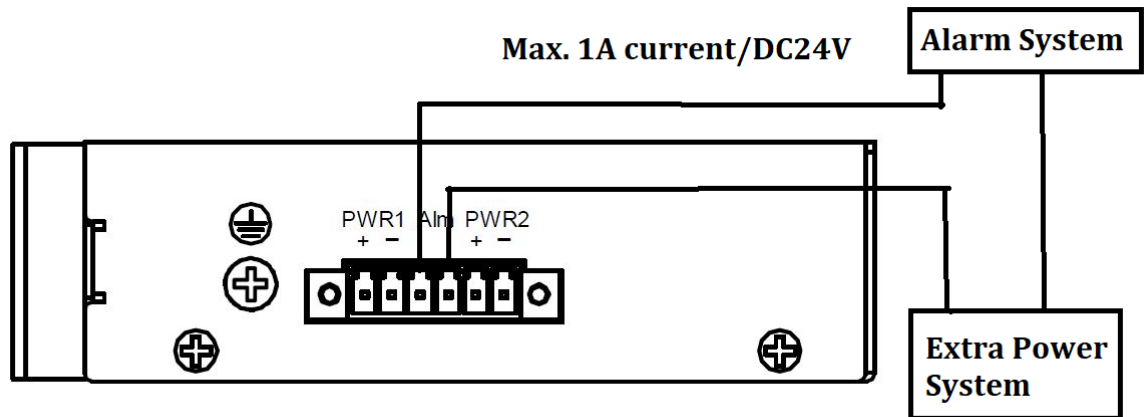 Max. 1A current/DC24V
Alarm System
PWR1 Alm PWR2
+ − + −
Extra Power
System